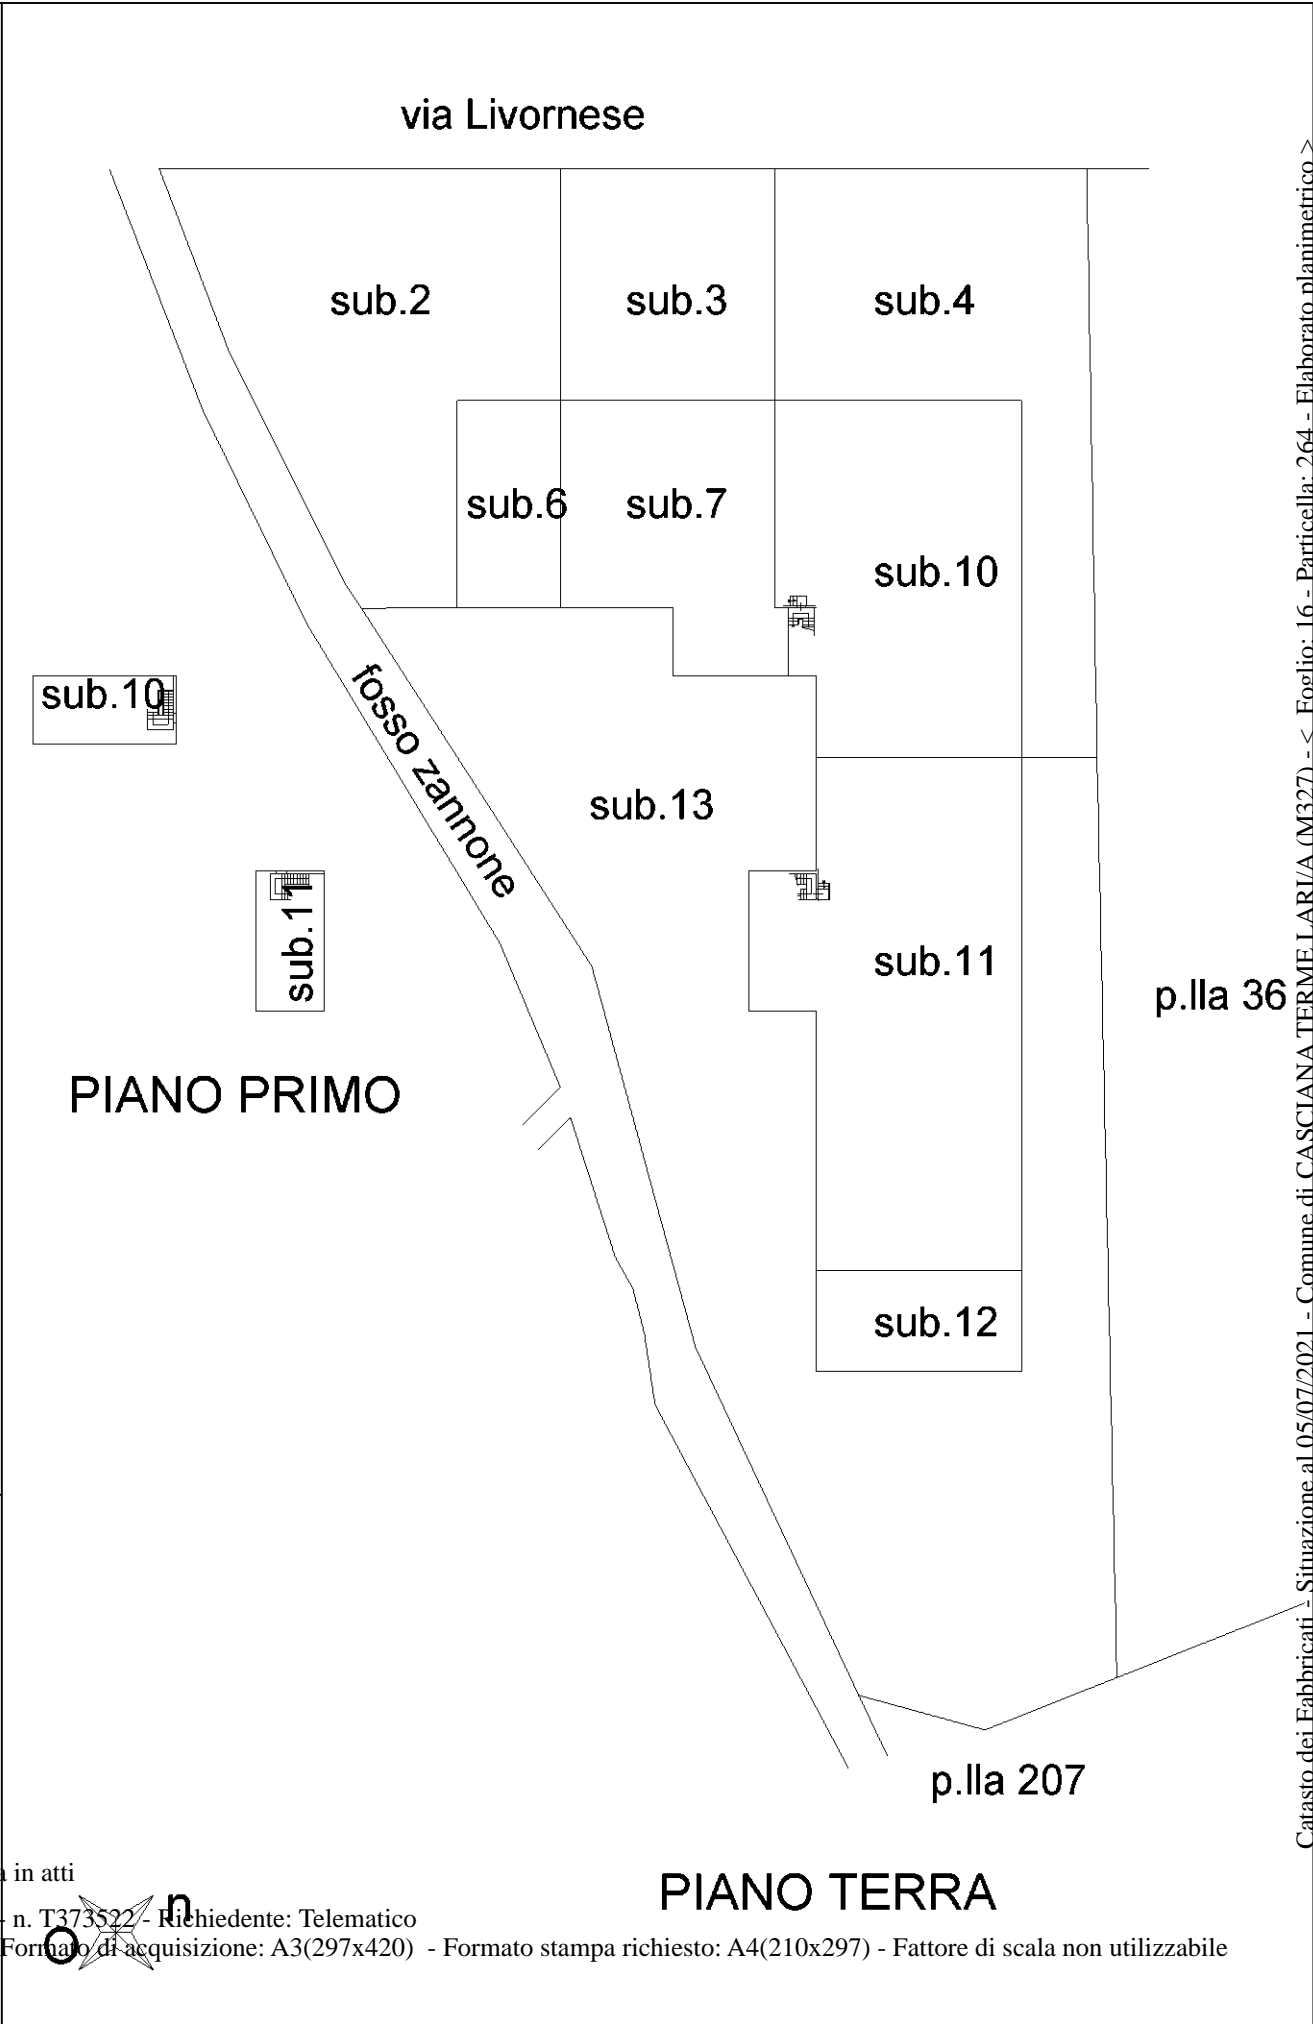 via Livornese
sub.2
sub.3
sub.4
sub.6
sub.7
sub.10
sub.10
fosso zannone
sub.13
sub.11
sub.11
p.lla 36
PIANO PRIMO
sub.12
p.lla 207
PIANO TERRA
in atti
n
- n. T373522 - Richiedente: Telematico
o
Formato di acquisizione: A3(297x420) - Formato stampa richiesto: A4(210x297) - Fattore di scala non utilizzabile
Catasto dei Fabbricati - Situazione al 05/07/2021 - Comune di CASCIANA TERME LARI/A (M327) - < Foglio: 16 - Particella: 264 - Elaborato planimetrico >